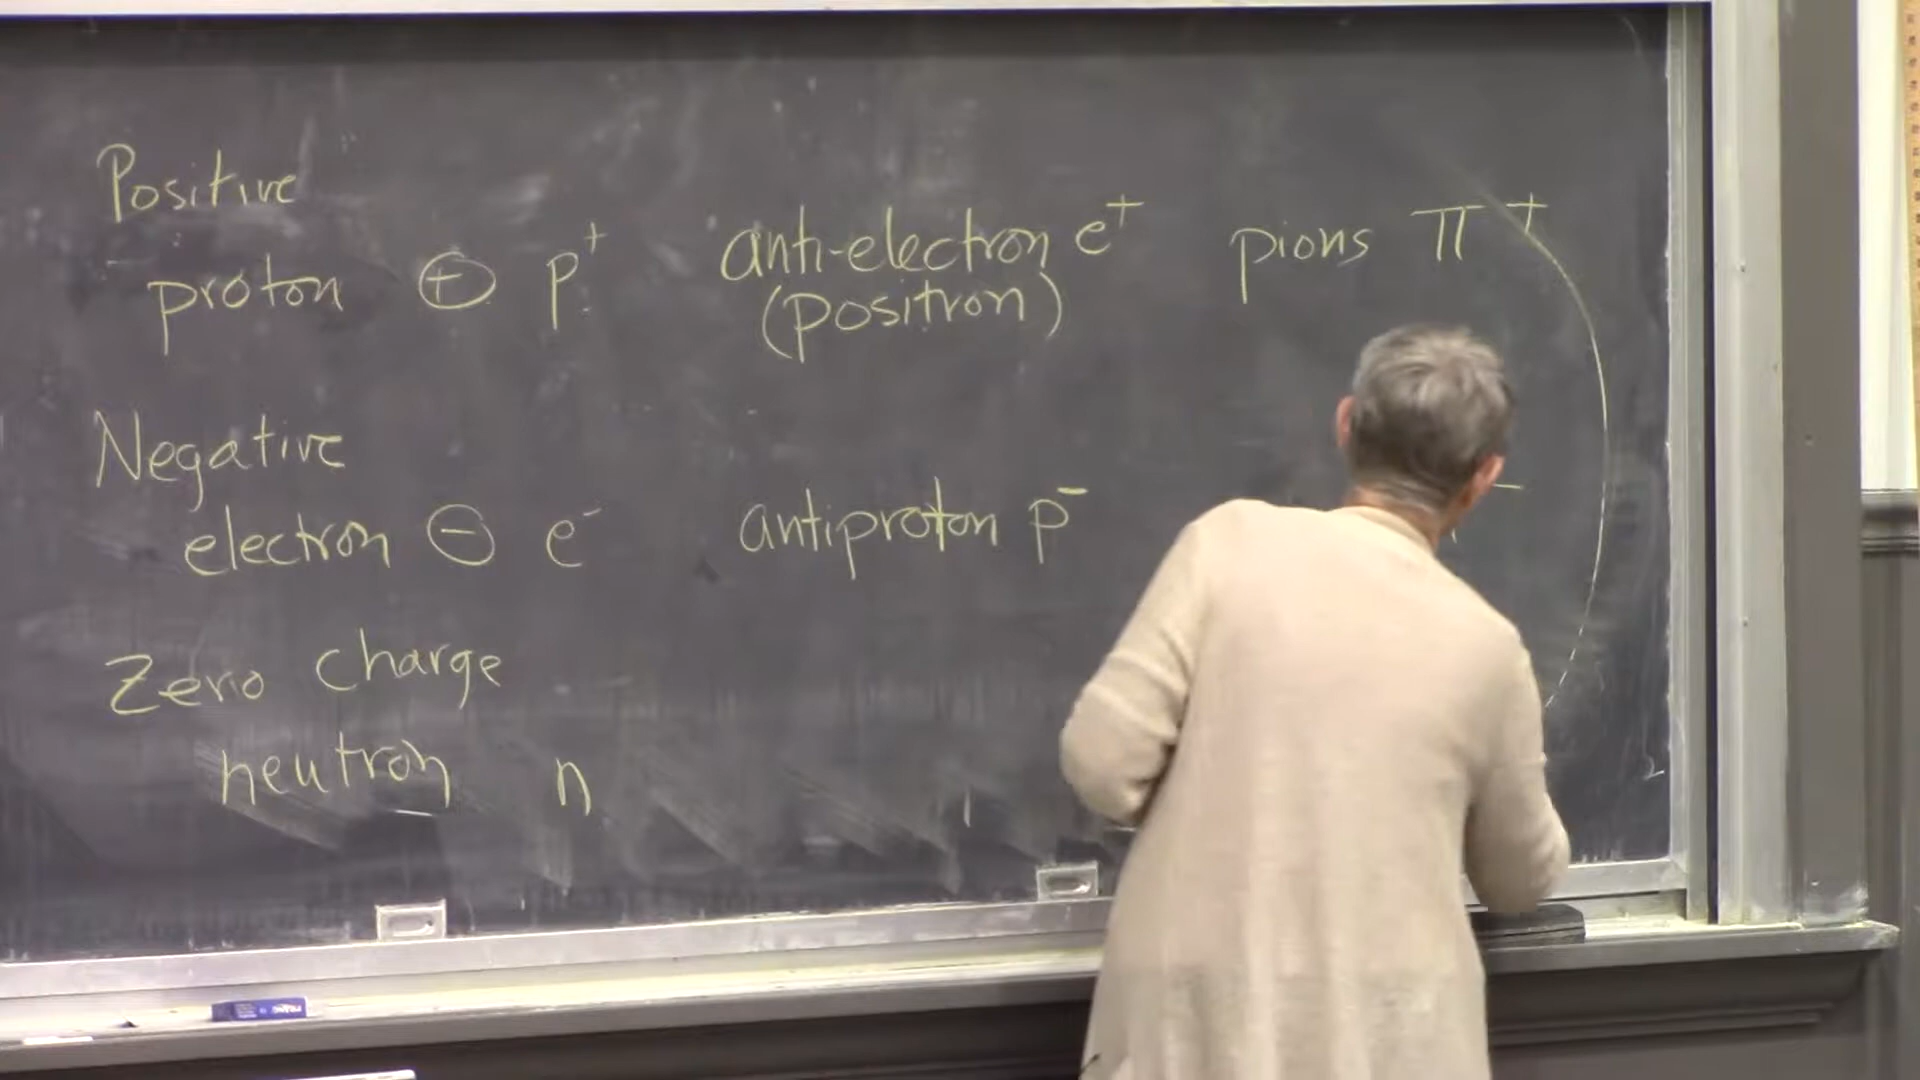 Positive
proton ⊕ p⁺ anti-electron e⁺ pions π⁺
(positron)
Negative
electron ⊖ e⁻ antiproton p⁻ ⁻
Zero charge
neutron n